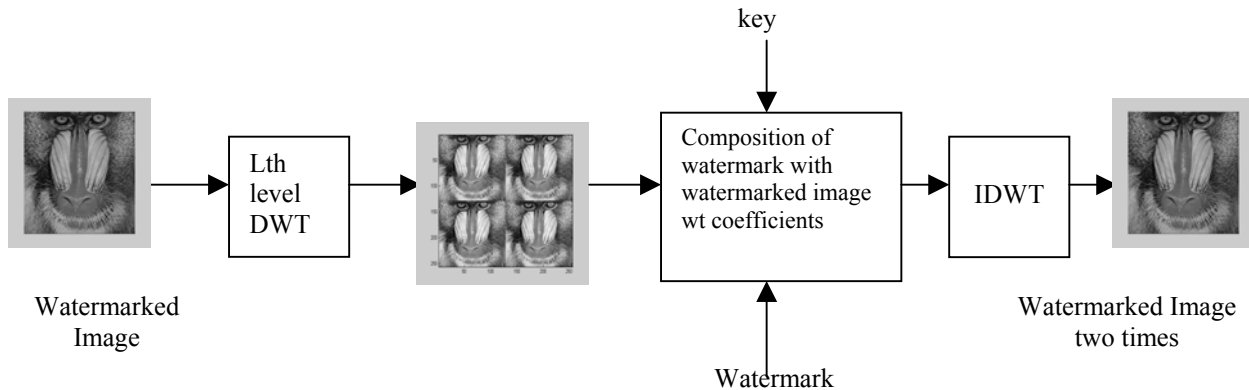 key
Composition of
watermark with
watermarked image
wt coefficients
Lth
level
DWT
IDWT
Watermarked
Image
Watermarked Image
two times
Watermark